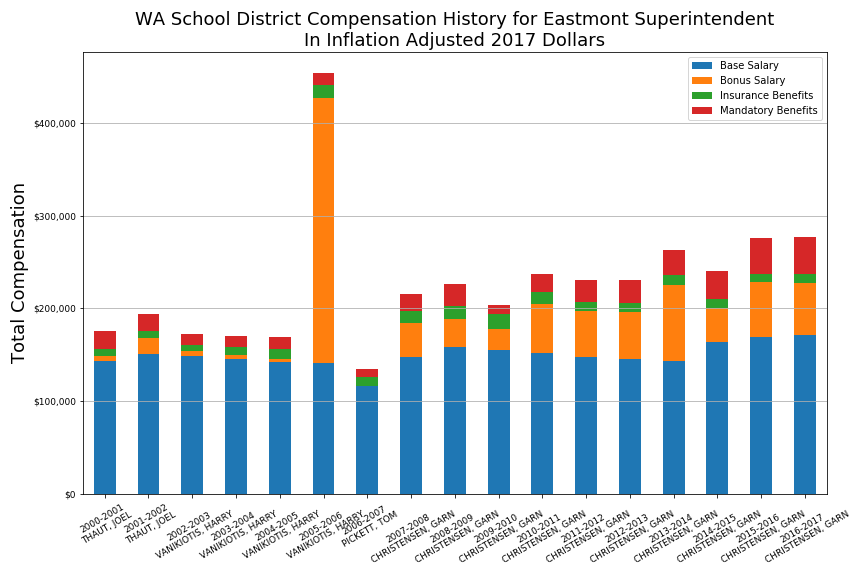 WA School District Compensation History for Eastmont Superintendent
In Inflation Adjusted 2017 Dollars
Base Salary
Bonus Salary
Insurance Benefits
Mandatory Benefits
Total Compensation
$400,000
$300,000
$200,000
$100,000
$0
2000-2001
THAUT, JOEL
2001-2002
THAUT, JOEL
2002-2003
VANIKIOTIS, HARRY
2003-2004
VANIKIOTIS, HARRY
2004-2005
VANIKIOTIS, HARRY
2005-2006
VANIKIOTIS, HARRY
2006-2007
PICKETT, TOM
2007-2008
CHRISTENSEN, GARN
2008-2009
CHRISTENSEN, GARN
2009-2010
CHRISTENSEN, GARN
2010-2011
CHRISTENSEN, GARN
2011-2012
CHRISTENSEN, GARN
2012-2013
CHRISTENSEN, GARN
2013-2014
CHRISTENSEN, GARN
2014-2015
CHRISTENSEN, GARN
2015-2016
CHRISTENSEN, GARN
2016-2017
CHRISTENSEN, GARN